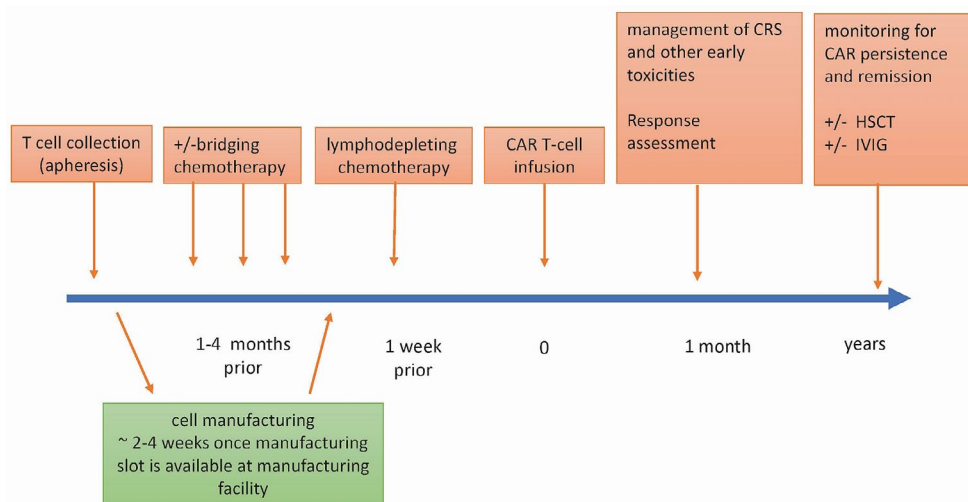 T cell collection
(apheresis)
+/-bridging
chemotherapy
lymphodepleting
chemotherapy
CAR T-cell
infusion
management of CRS
and other early
toxicities
Response
assessment
monitoring for
CAR persistence
and remission
+/- HSCT
+/- IVIG
1-4 months
prior
1 week
prior
0
1 month
years
cell manufacturing
~ 2-4 weeks once manufacturing
slot is available at manufacturing
facility